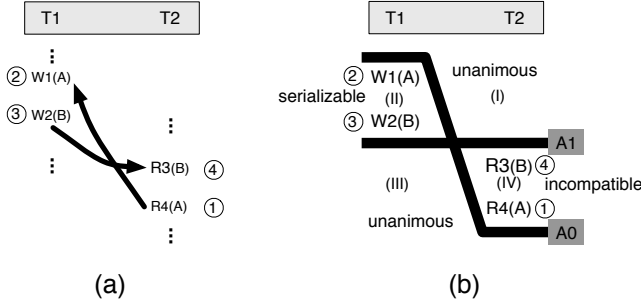 T1 T2
② W1(A)
③ W2(B)
R3(B) ④
R4(A) ①
(a)
T1 T2
② W1(A) unanimous
serializable (II) (I)
③ W2(B)
A1
R3(B) ④
(III) (IV) incompatible
R4(A) ①
unanimous
A0
(b)